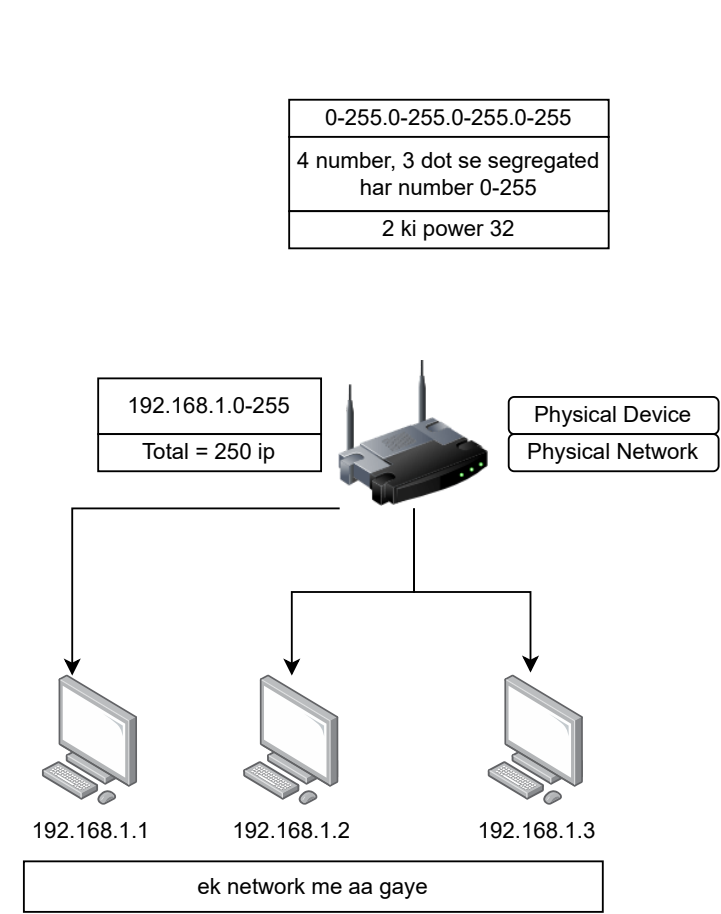 0-255.0-255.0-255.0-255
4 number, 3 dot se segregated
har number 0-255
2 ki power 32
192.168.1.0-255
Total = 250 ip
Physical Device
Physical Network
192.168.1.1
192.168.1.2
192.168.1.3
ek network me aa gaye